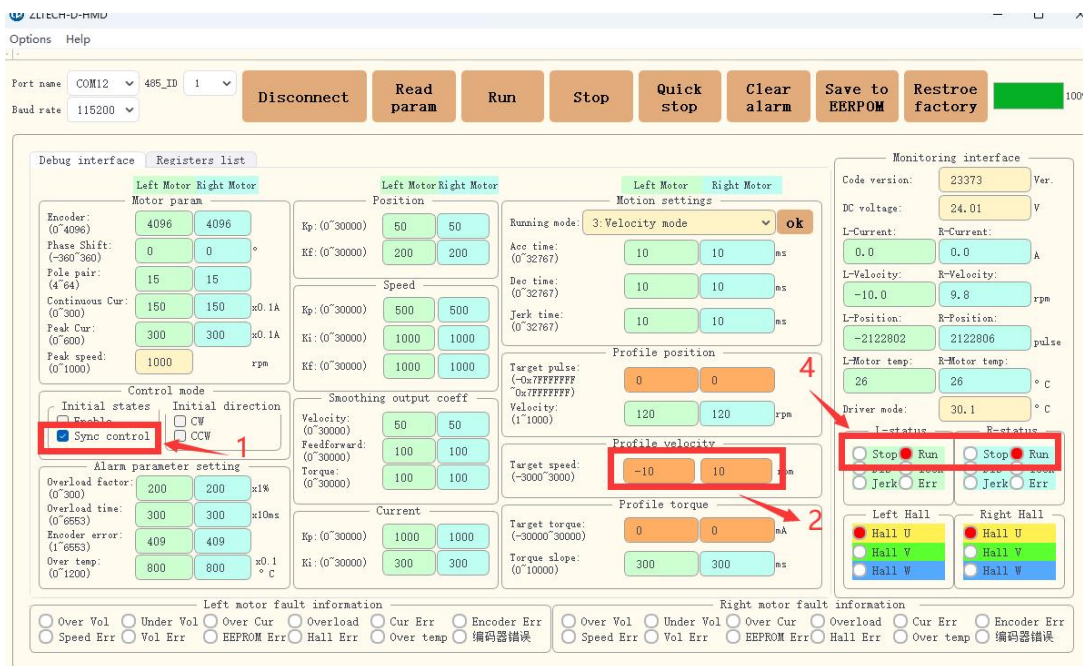 ZLTECH-D-HMD
Options Help
Port name COM12 485_ID 1
Baud rate 115200
Disconnect
Read param
Run
Stop
Quick stop
Clear alarm
Save to EERPOM
Restroe factory
100%
Debug interface Registers list
Left Motor Right Motor
Motor param
Encoder: (0~4096) 4096 4096
Phase Shift: (-360~360) 0 0 °
Pole pair: (4~64) 15 15
Continuous Cur: (0~300) 150 150 x0.1A
Peak Cur: (0~600) 300 300 x0.1A
Peak speed: (0~1000) 1000 rpm
Control mode
Initial states Initial direction
CW
Sync control CCW
1
Alarm parameter setting
Overload factor: (0~300) 200 200 x1%
Overload time: (0~6553) 300 300 x10ms
Encoder error: (1~6553) 409 409
Over temp: (0~1200) 800 800 x0.1 °C
Left Motor Right Motor
Position
Kp:(0~30000) 50 50
Kf:(0~30000) 200 200
Speed
Kp:(0~30000) 500 500
Ki:(0~30000) 1000 1000
Kf:(0~30000) 1000 1000
Smoothing output coeff
Velocity: (0~30000) 50 50
Feedforward: (0~30000) 100 100
Torque: (0~30000) 100 100
Current
Kp:(0~30000) 1000 1000
Ki:(0~30000) 300 300
Left Motor Right Motor
Motion settings
Running mode: 3:Velocity mode ok
Acc time: (0~32767) 10 10 ms
Dec time: (0~32767) 10 10 ms
Jerk time: (0~32767) 10 10 ms
Profile position
Target pulse: (-0x7FFFFFFF ~0x7FFFFFFF) 0 0
Velocity: (1~1000) 120 120 rpm
Profile velocity
Target speed: (-3000~3000) -10 10 rpm
2
Profile torque
Target torque: (-30000~30000) 0 0 mA
Torque slope: (0~10000) 300 300 ms
Monitoring interface
Code version: 23373 Ver.
DC voltage: 24.01 V
L-Current: R-Current:
0.0 0.0 A
L-Velocity: R-Velocity:
-10.0 9.8 rpm
L-Position: R-Position:
-2122802 2122806 pulse
L-Motor temp: R-Motor temp:
26 26 °C
Driver mode: 30.1 °C
4
L-status R-status
Stop Run Stop Run
Jerk Err Jerk Err
Left Hall Right Hall
Hall U Hall U
Hall V Hall V
Hall W Hall W
Left motor fault information
Over Vol Under Vol Over Cur Overload Cur Err Encoder Err
Speed Err Vol Err EEPROM Err Hall Err Over temp 编码器错误
Right motor fault information
Over Vol Under Vol Over Cur Overload Cur Err Encoder Err
Speed Err Vol Err EEPROM Err Hall Err Over temp 编码器错误